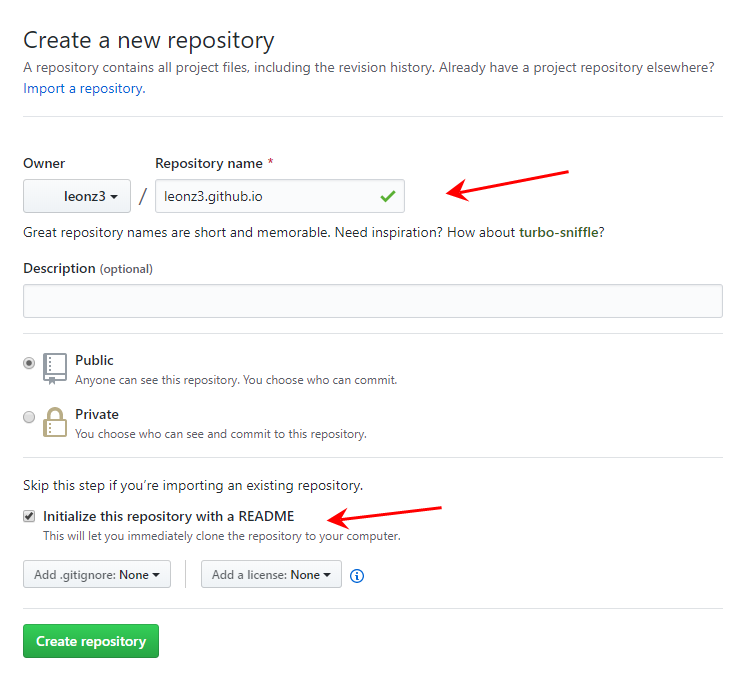 Create a new repository
A repository contains all project files, including the revision history. Already have a project repository elsewhere?
Import a repository.
Owner
Repository name *
leonz3 / leonz3.github.io
Great repository names are short and memorable. Need inspiration? How about turbo-sniffle?
Description (optional)
Public
Anyone can see this repository. You choose who can commit.
Private
You choose who can see and commit to this repository.
Skip this step if you’re importing an existing repository.
Initialize this repository with a README
This will let you immediately clone the repository to your computer.
Add .gitignore: None
Add a license: None
Create repository